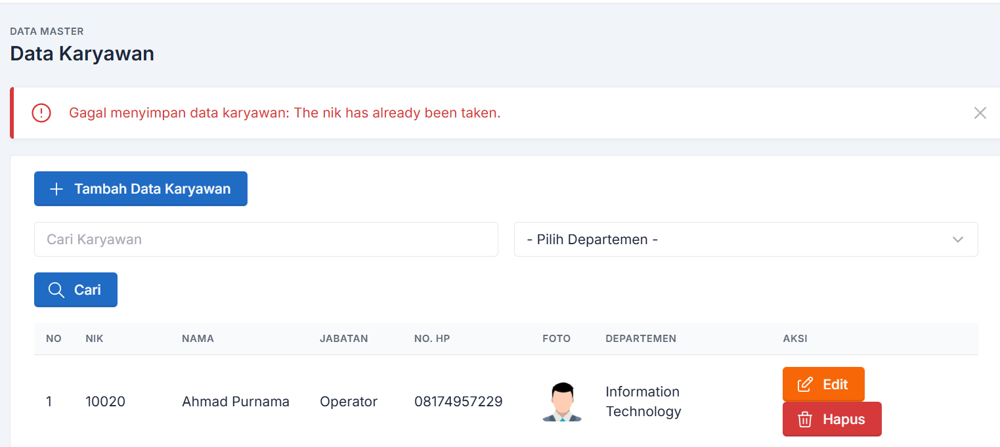 DATA MASTER
Data Karyawan
Gagal menyimpan data karyawan: The nik has already been taken.
Tambah Data Karyawan
Cari Karyawan
- Pilih Departemen -
Cari
NO NIK NAMA JABATAN NO. HP FOTO DEPARTEMEN AKSI
1 10020 Ahmad Purnama Operator 08174957229 Information Technology
Edit
Hapus